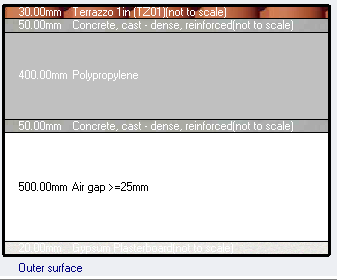 30.00mm Terrazzo 1in (TZ01)(not to scale)
50.00mm Concrete, cast - dense, reinforced(not to scale)
400.00mm Polypropylene
50.00mm Concrete, cast - dense, reinforced(not to scale)
500.00mm Air gap >=25mm
20.00mm Gypsum Plasterboard(not to scale)
Outer surface